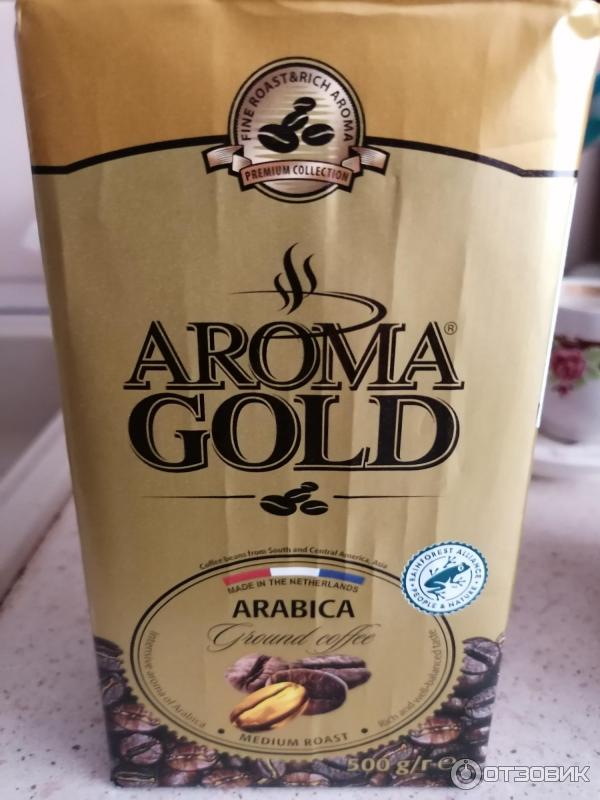 FINE ROAST&RICH AROMA
PREMIUM COLLECTION
AROMA®
GOLD
Coffee beans from South and Central America, Asia
MADE IN THE NETHERLANDS
RAINFOREST ALLIANCE
PEOPLE & NATURE
ARABICA
Ground coffee
Intensive aroma of Arabica
Rich and well-balanced taste
• MEDIUM ROAST •
500 g/г e
ОТЗОВИК